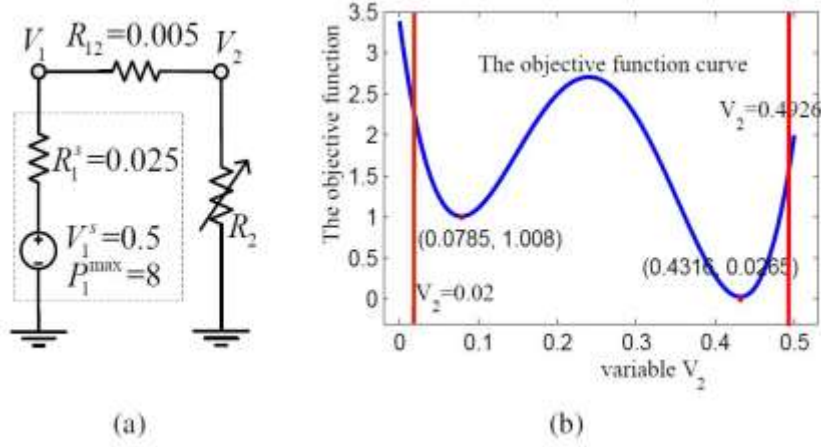 V₁
R₁₂=0.005
V₂
R₁ˢ=0.025
R₂
V₁ˢ=0.5
P₁ᵐᵃˣ=8
(a)
The objective function
3.5
3
2.5
2
1.5
1
0.5
0
The objective function curve
V₂=0.4926
(0.0785, 1.008)
(0.4316, 0.0265)
V₂=0.02
0
0.1
0.2
0.3
0.4
0.5
variable V₂
(b)